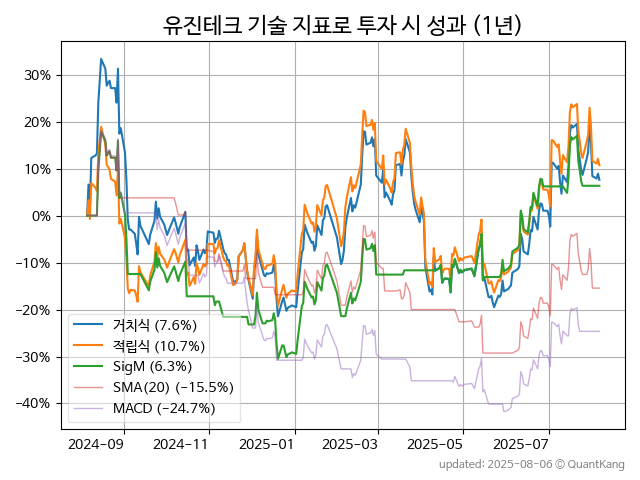 유진테크 기술 지표로 투자 시 성과 (1년)
30%
20%
10%
0%
−10%
−20%
−30%
−40%
거치식 (7.6%)
적립식 (10.7%)
SigM (6.3%)
SMA(20) (−15.5%)
MACD (−24.7%)
2024−09
2024−11
2025−01
2025−03
2025−05
2025−07
updated: 2025−08−06 ⓒ QuantKang